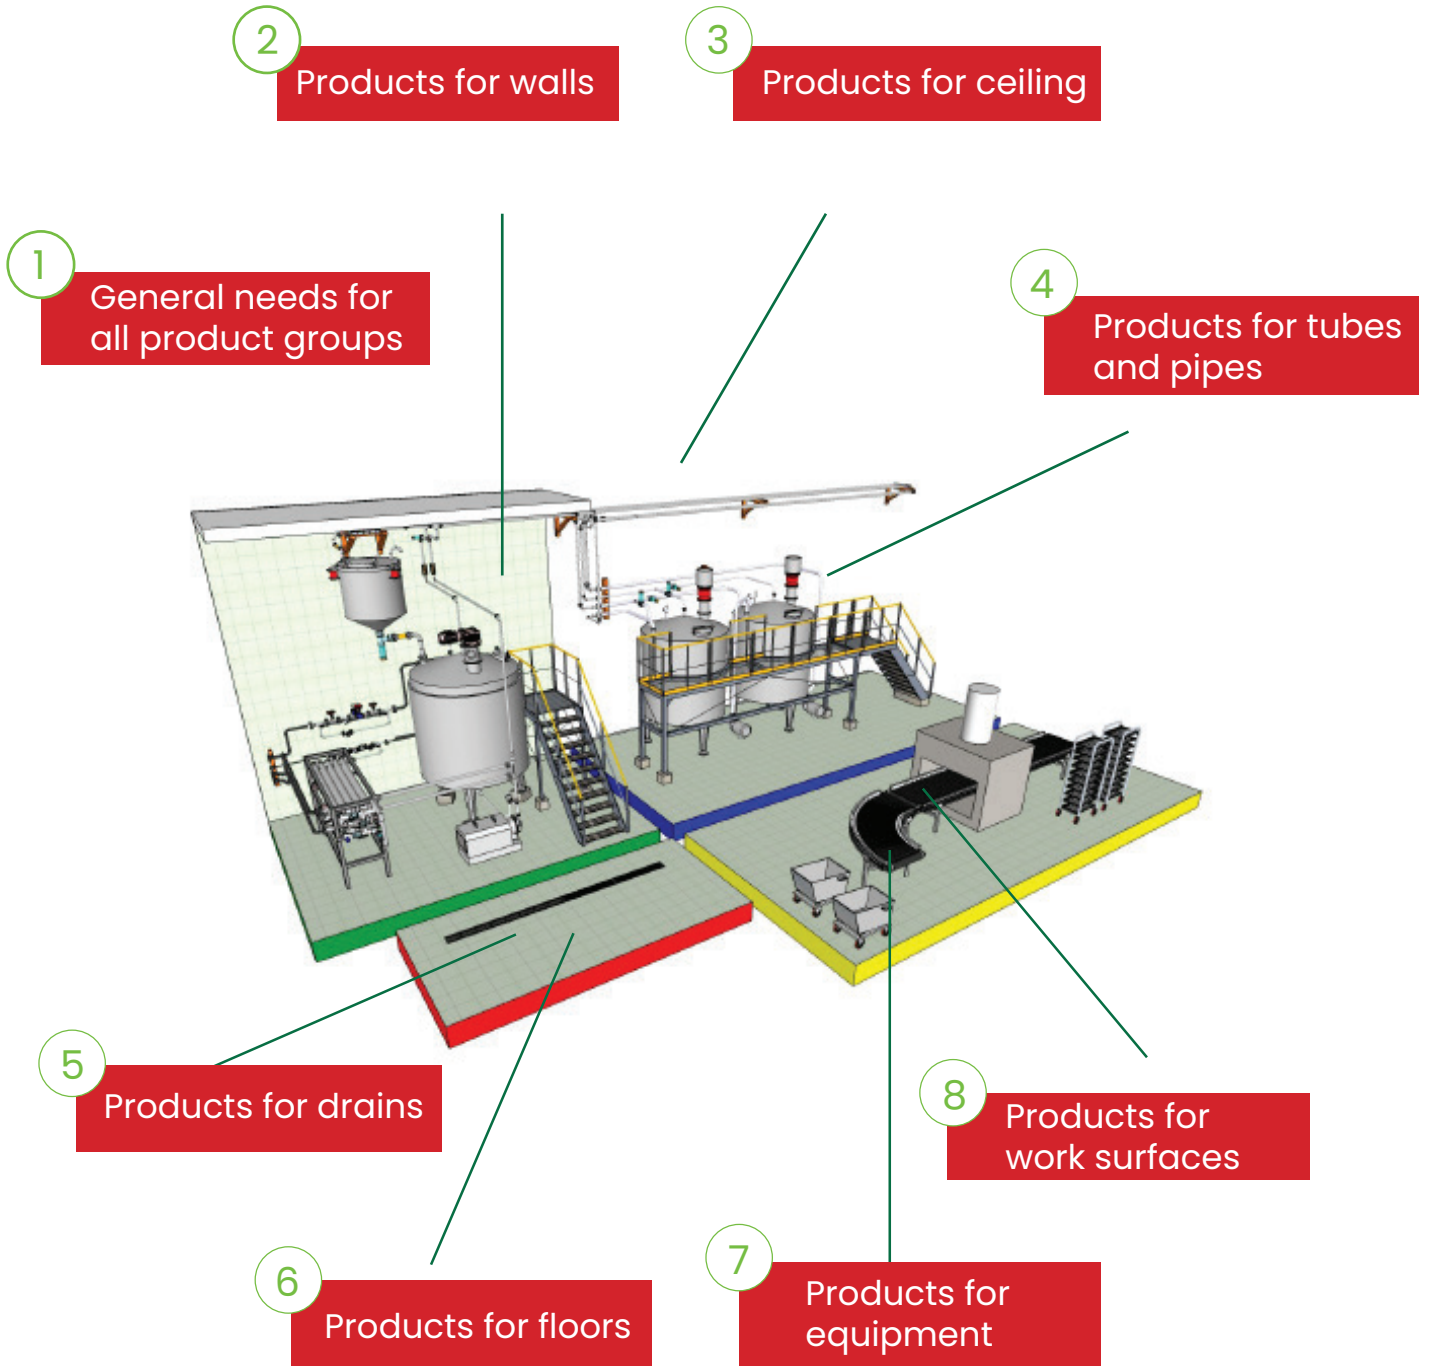 1
General needs for
all product groups
2
Products for walls
3
Products for ceiling
4
Products for tubes
and pipes
5
Products for drains
6
Products for floors
7
Products for
equipment
8
Products for
work surfaces